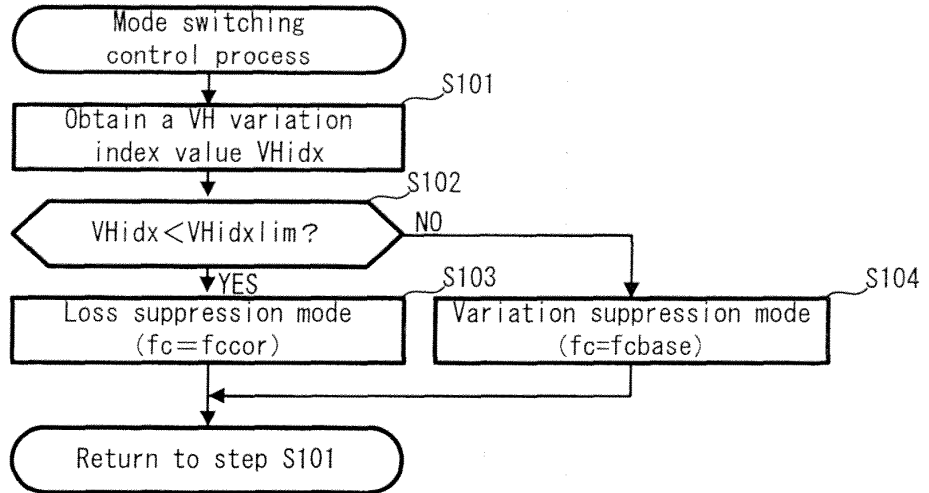 Mode switching
control process
S101
Obtain a VH variation
index value VHidx
S102
VHidx＜VHidxlim?
NO
YES
S103
Loss suppression mode
(fc=fccor)
S104
Variation suppression mode
(fc=fcbase)
Return to step S101